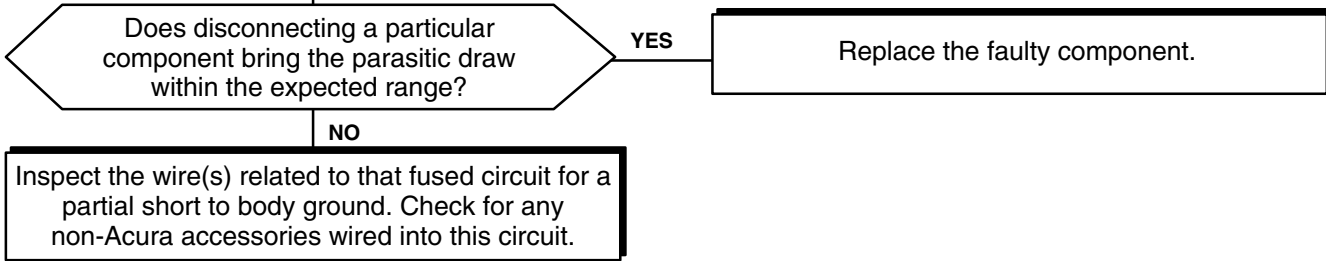 Does disconnecting a particular
component bring the parasitic draw
within the expected range?
YES
Replace the faulty component.
NO
Inspect the wire(s) related to that fused circuit for a
partial short to body ground. Check for any
non-Acura accessories wired into this circuit.